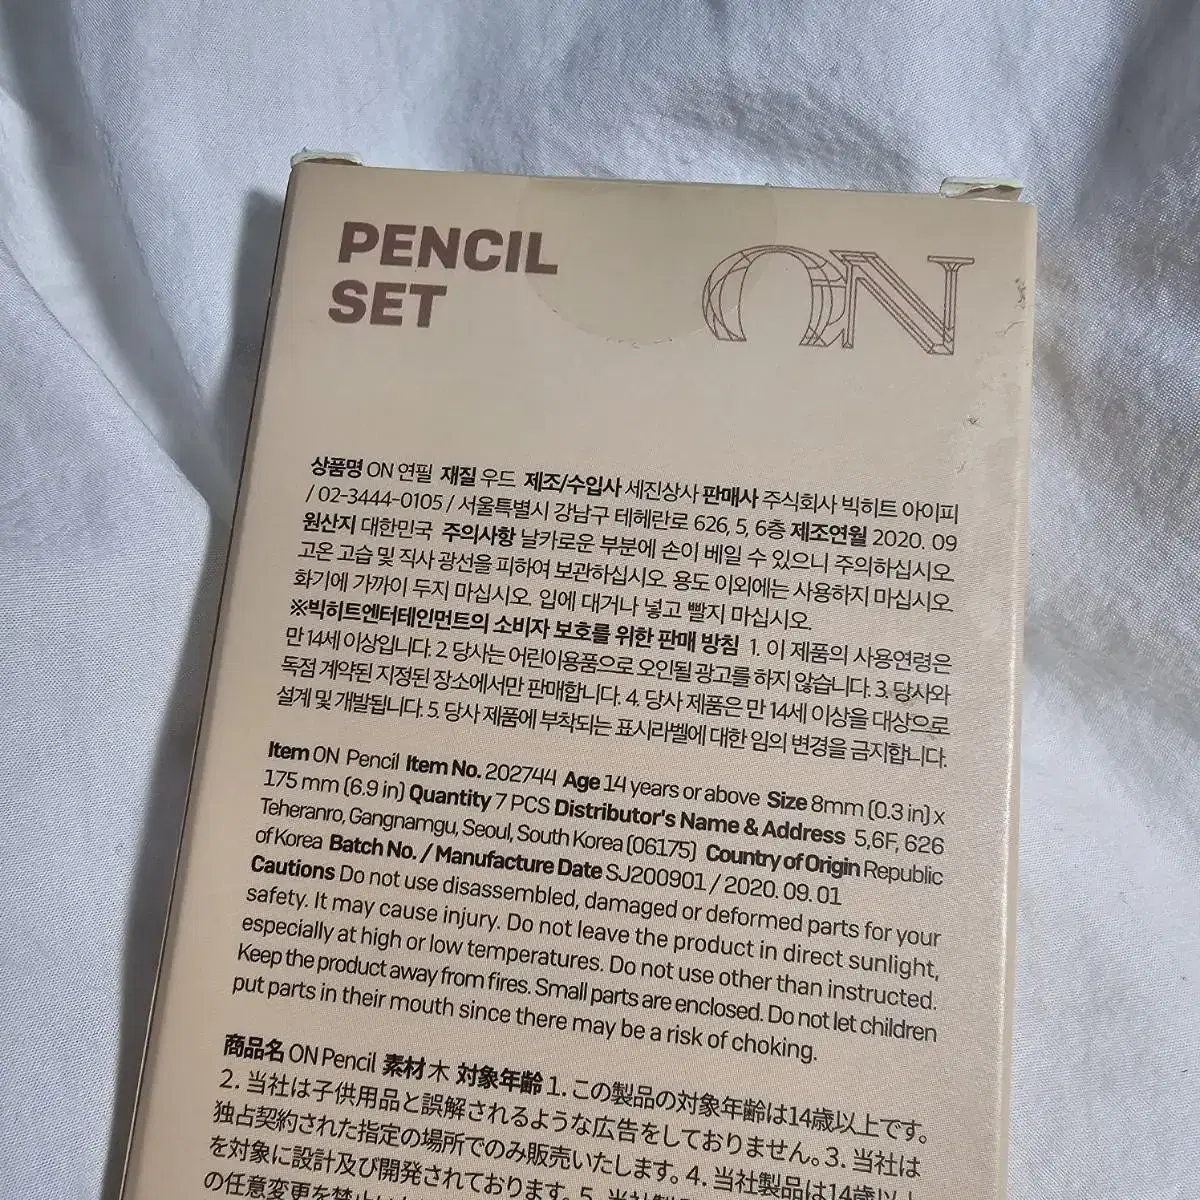 PENCIL
SET
ON
상품명 ON 연필 재질 우드 제조/수입사 세진상사 판매사 주식회사 빅히트 아이피
/ 02-3444-0105 / 서울특별시 강남구 테헤란로 626, 5, 6층 제조연월 2020. 09
원산지 대한민국 주의사항 날카로운 부분에 손이 베일 수 있으니 주의하십시오.
고온 고습 및 직사 광선을 피하여 보관하십시오. 용도 이외에는 사용하지 마십시오.
화기에 가까이 두지 마십시오. 입에 대거나 넣고 빨지 마십시오.
※빅히트엔터테인먼트의 소비자 보호를 위한 판매 방침 1. 이 제품의 사용연령은
만 14세 이상입니다. 2. 당사는 어린이용품으로 오인될 광고를 하지 않습니다. 3. 당사와
독점 계약된 지정된 장소에서만 판매합니다. 4. 당사 제품은 만 14세 이상을 대상으로
설계 및 개발됩니다. 5. 당사 제품에 부착되는 표시라벨에 대한 임의 변경을 금지합니다.
Item ON Pencil Item No. 202744 Age 14 years or above Size 8mm (0.3 in) x
175 mm (6.9 in) Quantity 7 PCS Distributor's Name & Address 5,6F, 626
Teheranro, Gangnamgu, Seoul, South Korea (06175) Country of Origin Republic
of Korea Batch No. / Manufacture Date SJ200901 / 2020. 09. 01
Cautions Do not use disassembled, damaged or deformed parts for your
safety. It may cause injury. Do not leave the product in direct sunlight,
especially at high or low temperatures. Do not use other than instructed.
Keep the product away from fires. Small parts are enclosed. Do not let children
put parts in their mouth since there may be a risk of choking.
商品名 ON Pencil 素材 木 対象年齢 1. この製品の対象年齢は14歳以上です。
2. 当社は子供用品と誤解されるような広告をしておりません。3. 当社は
独占契約された指定の場所でのみ販売いたします。4. 当社製品は14歳以上
を対象に設計及び開発されております。5. 当社製
の任意変更を禁止